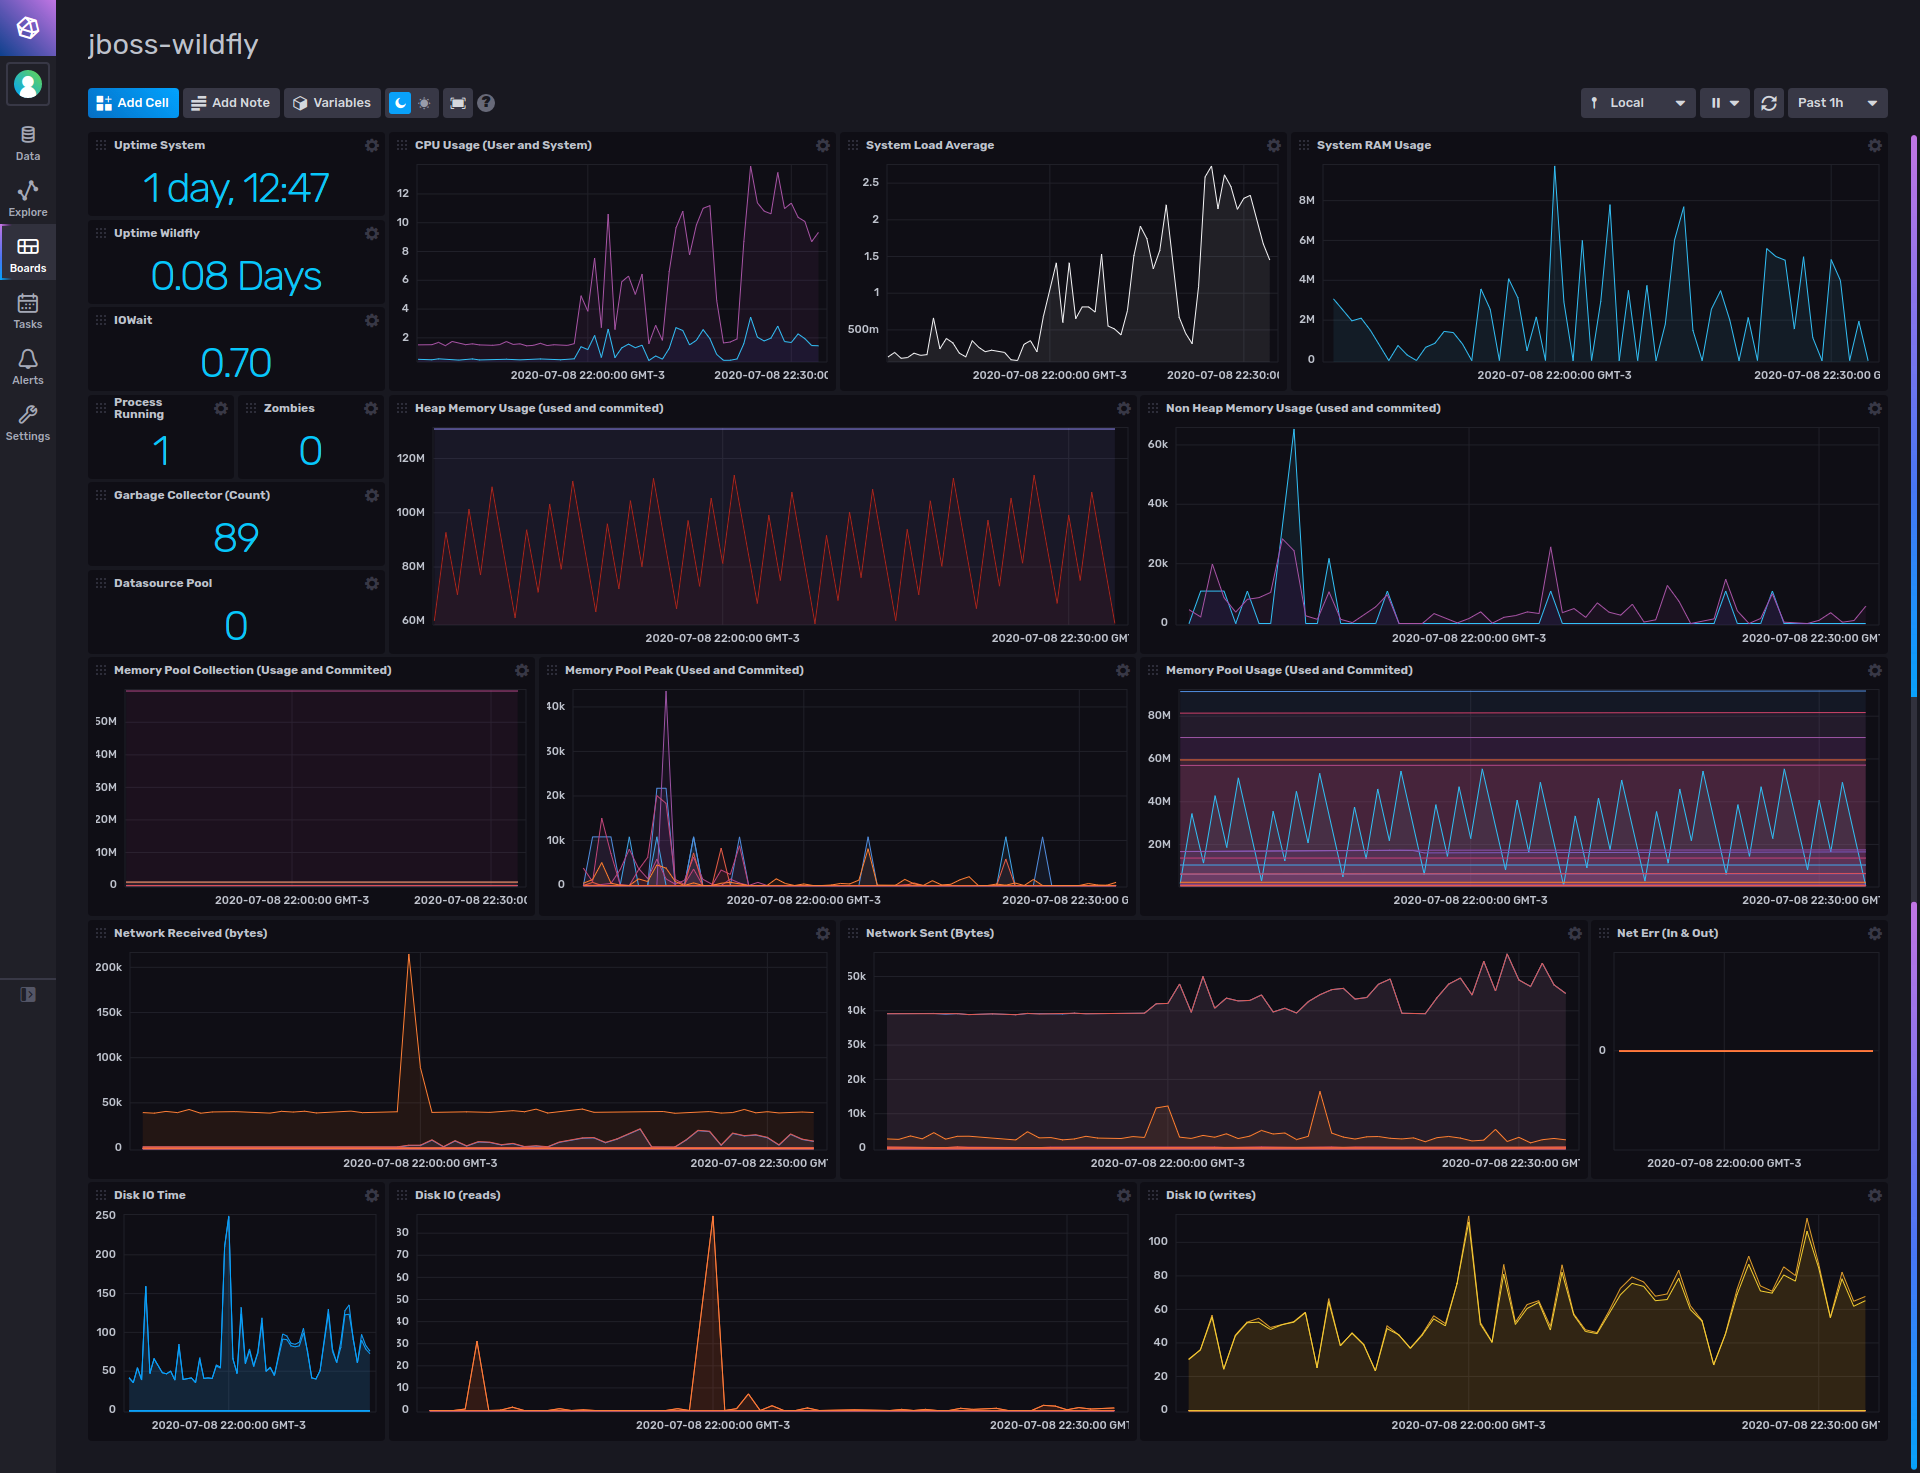 jboss-wildfly
Add Cell
Add Note
Variables
?
Local
Past 1h
Data
Explore
Boards
Tasks
Alerts
Settings
Uptime System
1 day, 12:47
Uptime Wildfly
0.08 Days
IOWait
0.70
CPU Usage (User and System)
12
10
8
6
4
2
2020-07-08 22:00:00 GMT-3 2020-07-08 22:30:0
System Load Average
2.5
2
1.5
1
500m
2020-07-08 22:00:00 GMT-3 2020-07-08 22:30:0
System RAM Usage
8M
6M
4M
2M
0
2020-07-08 22:00:00 GMT-3 2020-07-08 22:30:00 G
Process
Running
1
Zombies
0
Garbage Collector (Count)
89
Datasource Pool
0
Heap Memory Usage (used and commited)
120M
100M
80M
60M
2020-07-08 22:00:00 GMT-3 2020-07-08 22:30:00 GM
Non Heap Memory Usage (used and commited)
60k
40k
20k
0
2020-07-08 22:00:00 GMT-3 2020-07-08 22:30:00 GM
Memory Pool Collection (Usage and Commited)
50M
40M
30M
20M
10M
0
2020-07-08 22:00:00 GMT-3 2020-07-08 22:30:0
Memory Pool Peak (Used and Commited)
40k
30k
20k
10k
0
2020-07-08 22:00:00 GMT-3 2020-07-08 22:30:00 G
Memory Pool Usage (Used and Commited)
80M
60M
40M
20M
2020-07-08 22:00:00 GMT-3 2020-07-08 22:30:00 GM
Network Received (bytes)
200k
150k
100k
50k
0
2020-07-08 22:00:00 GMT-3 2020-07-08 22:30:00 GM
Network Sent (Bytes)
50k
40k
30k
20k
10k
0
2020-07-08 22:00:00 GMT-3 2020-07-08 22:30:00 GM
Net Err (In & Out)
0
2020-07-08 22:00:00 GMT-3
Disk IO Time
250
200
150
100
50
0
2020-07-08 22:00:00 GMT-3
Disk IO (reads)
80
70
60
50
40
30
20
10
0
2020-07-08 22:00:00 GMT-3 2020-07-08 22:30:00 GM
Disk IO (writes)
100
80
60
40
20
0
2020-07-08 22:00:00 GMT-3 2020-07-08 22:30:00 GM